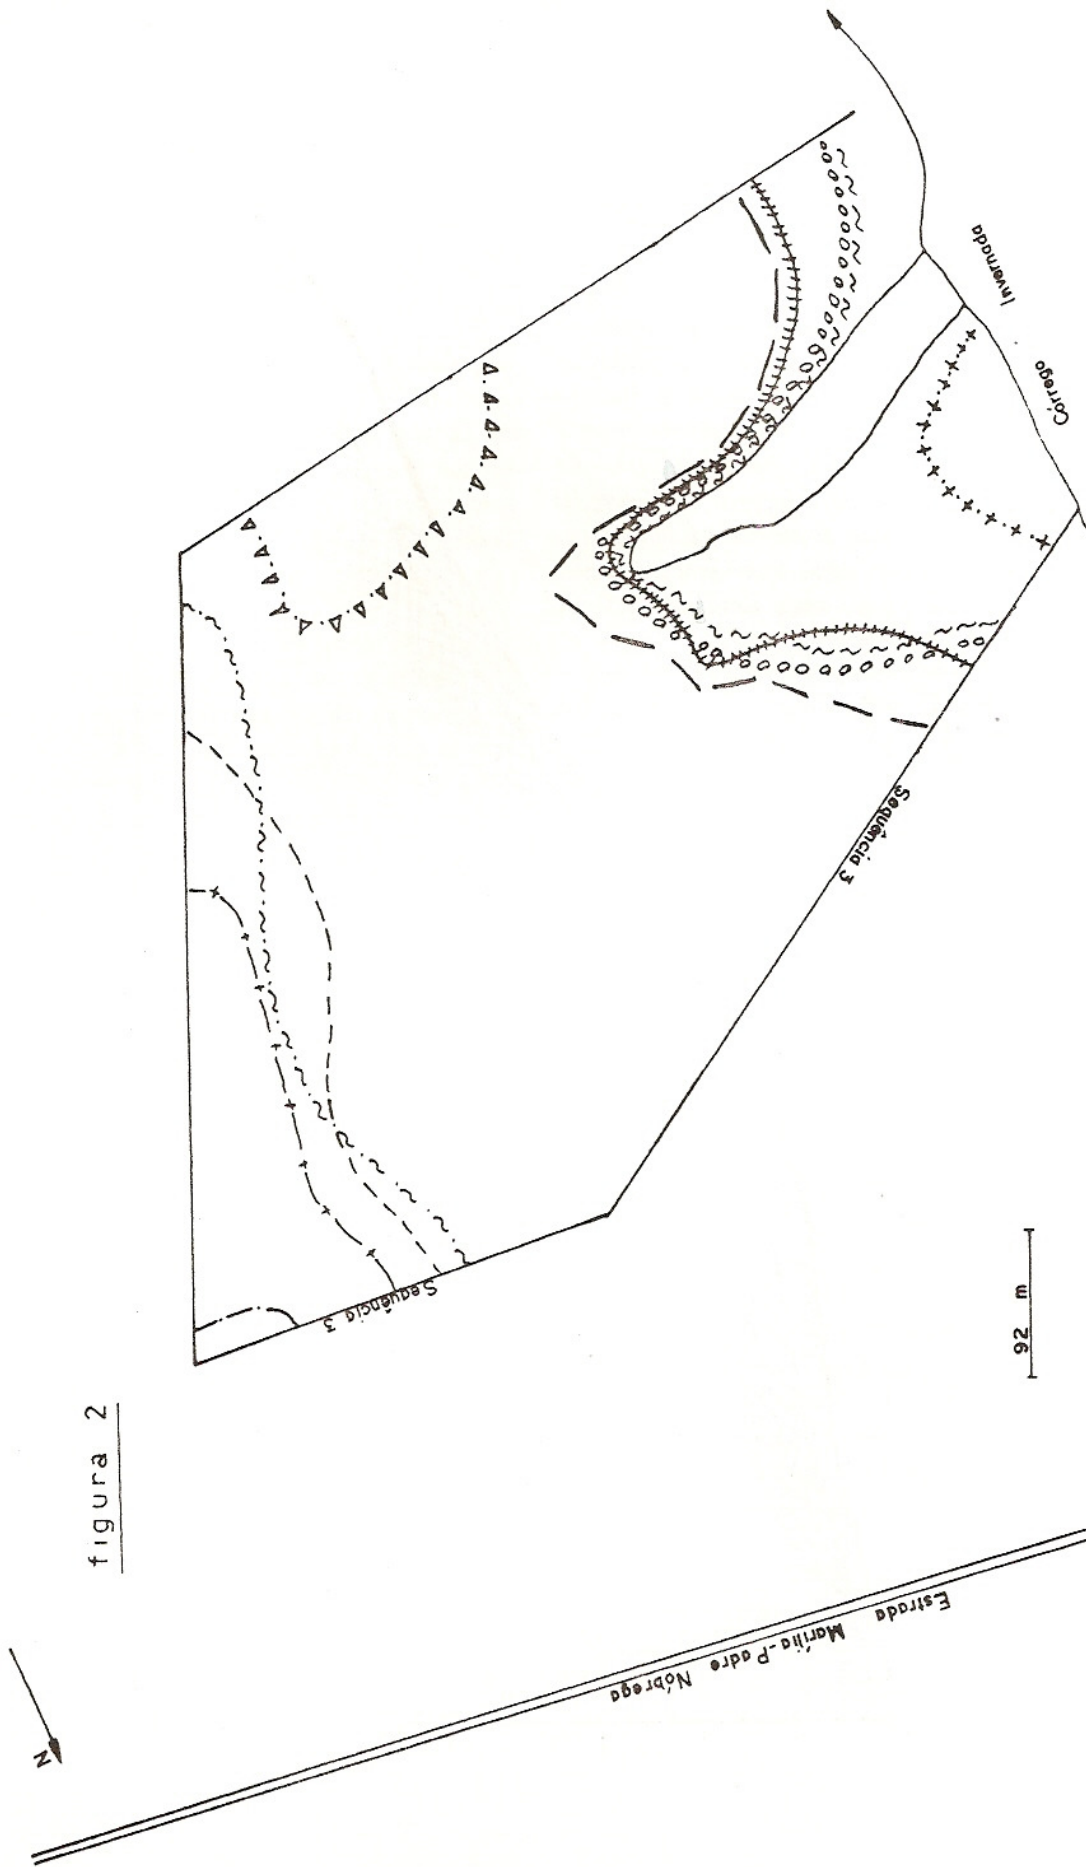 figura 2
N
Sequência 3
Sequência 3
Córrego
Invernada
92 m
Estrada Marília-Padre Nóbrega